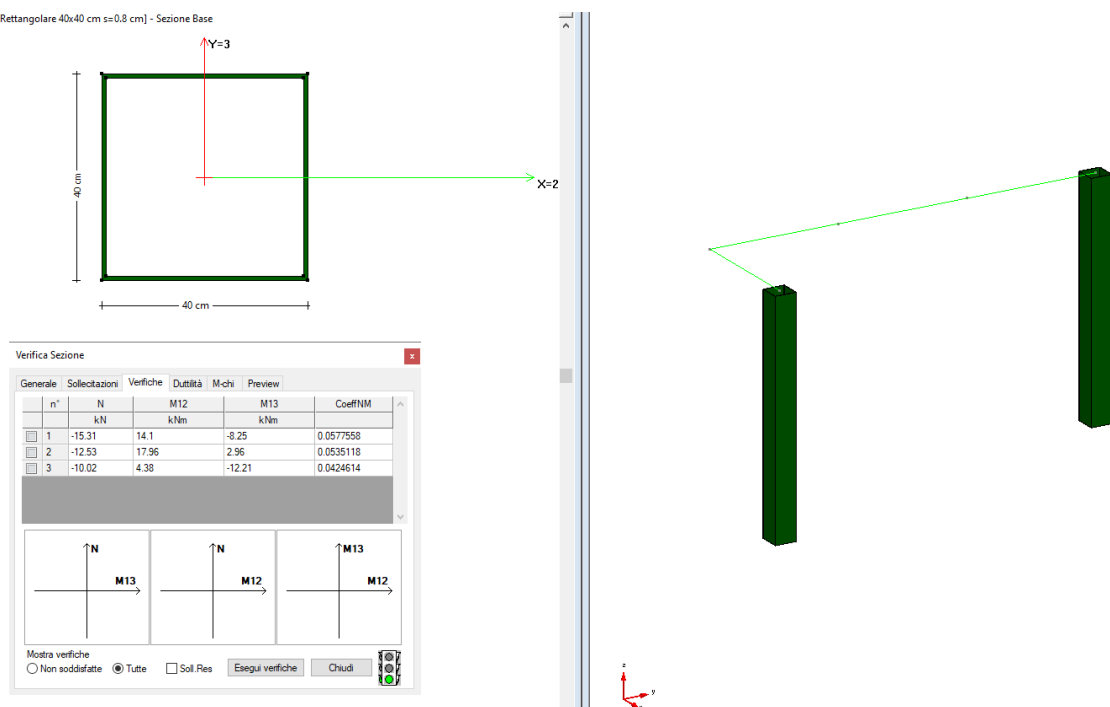 Rettangolare 40x40 cm s=0.8 cm] - Sezione Base
Y=3
X=2
40 cm
40 cm
Verifica Sezione
x
Generale Sollecitazioni Verifiche Duttilità M-chi Preview
n° N M12 M13 CoeffNM
kN kNm kNm
1 -15.31 14.1 -8.25 0.0577558
2 -12.53 17.96 2.96 0.0535118
3 -10.02 4.38 -12.21 0.0424614
N M13
N M12
M13 M12
Mostra verifiche
Non soddisfatte Tutte Soll.Res Esegui verifiche Chiudi
z
y